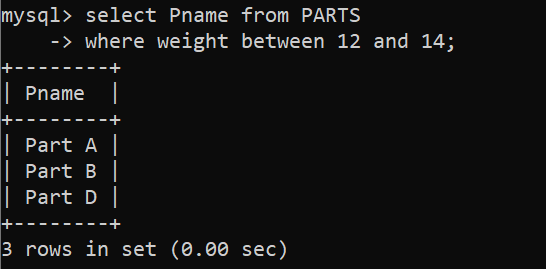 mysql> select Pname from PARTS
    -> where weight between 12 and 14;
+--------+
| Pname  |
+--------+
| Part A |
| Part B |
| Part D |
+--------+
3 rows in set (0.00 sec)